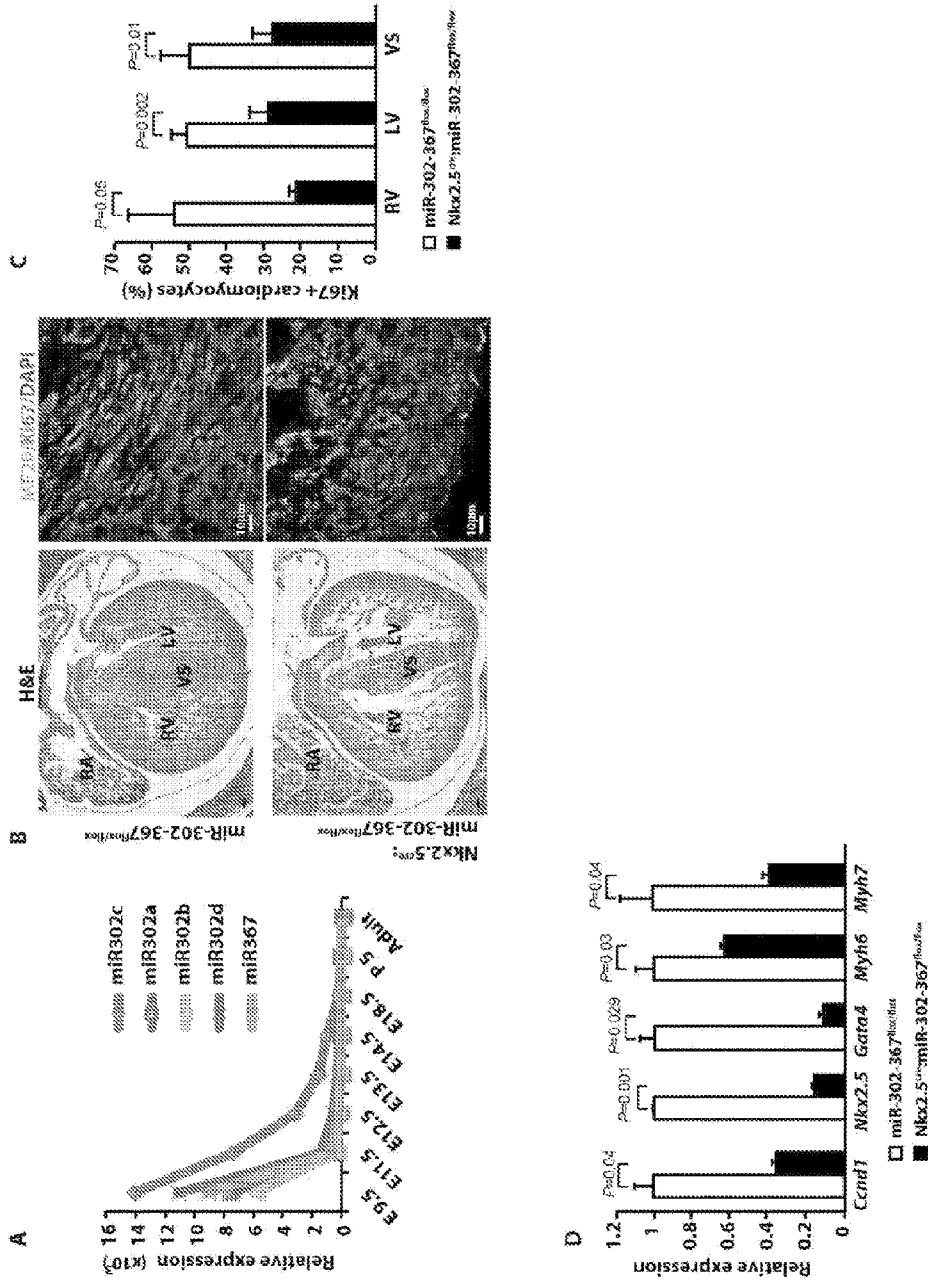 A
Relative expression (x10³)
16
14
12
10
8
6
4
2
0
E9.5
E11.5
E12.5
E13.5
E14.5
E18.5
P5
Adult
miR302c
miR302a
miR302b
miR302d
miR367
B
H&E
MF20/Ki67/DAPI
miR-302-367flox/flox
RA
RV
VS
LV
10μm
Nkx2.5cre;
miR-302-367flox/flox
RA
RV
VS
LV
10μm
C
Ki67+ cardiomyocytes (%)
70
60
50
40
30
20
10
0
P=0.05
P=0.002
P=0.01
RV
LV
VS
miR-302-367flox/flox
Nkx2.5cre;miR-302-367flox/flox
D
Relative expression
1.2
1
0.8
0.6
0.4
0.2
0
P=0.04
P=0.001
P=0.029
P=0.03
P=0.04
Ccnd1
Nkx2.5
Gata4
Myh6
Myh7
miR-302-367flox/flox
Nkx2.5cre;miR-302-367flox/flox